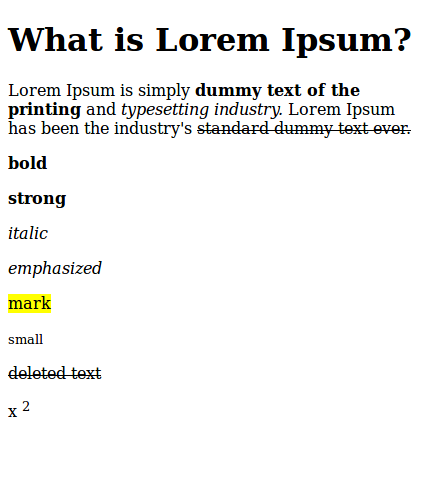 What is Lorem Ipsum?
Lorem Ipsum is simply dummy text of the
printing and typesetting industry. Lorem Ipsum
has been the industry's standard dummy text ever.
bold
strong
italic
emphasized
mark
small
deleted text
x 2